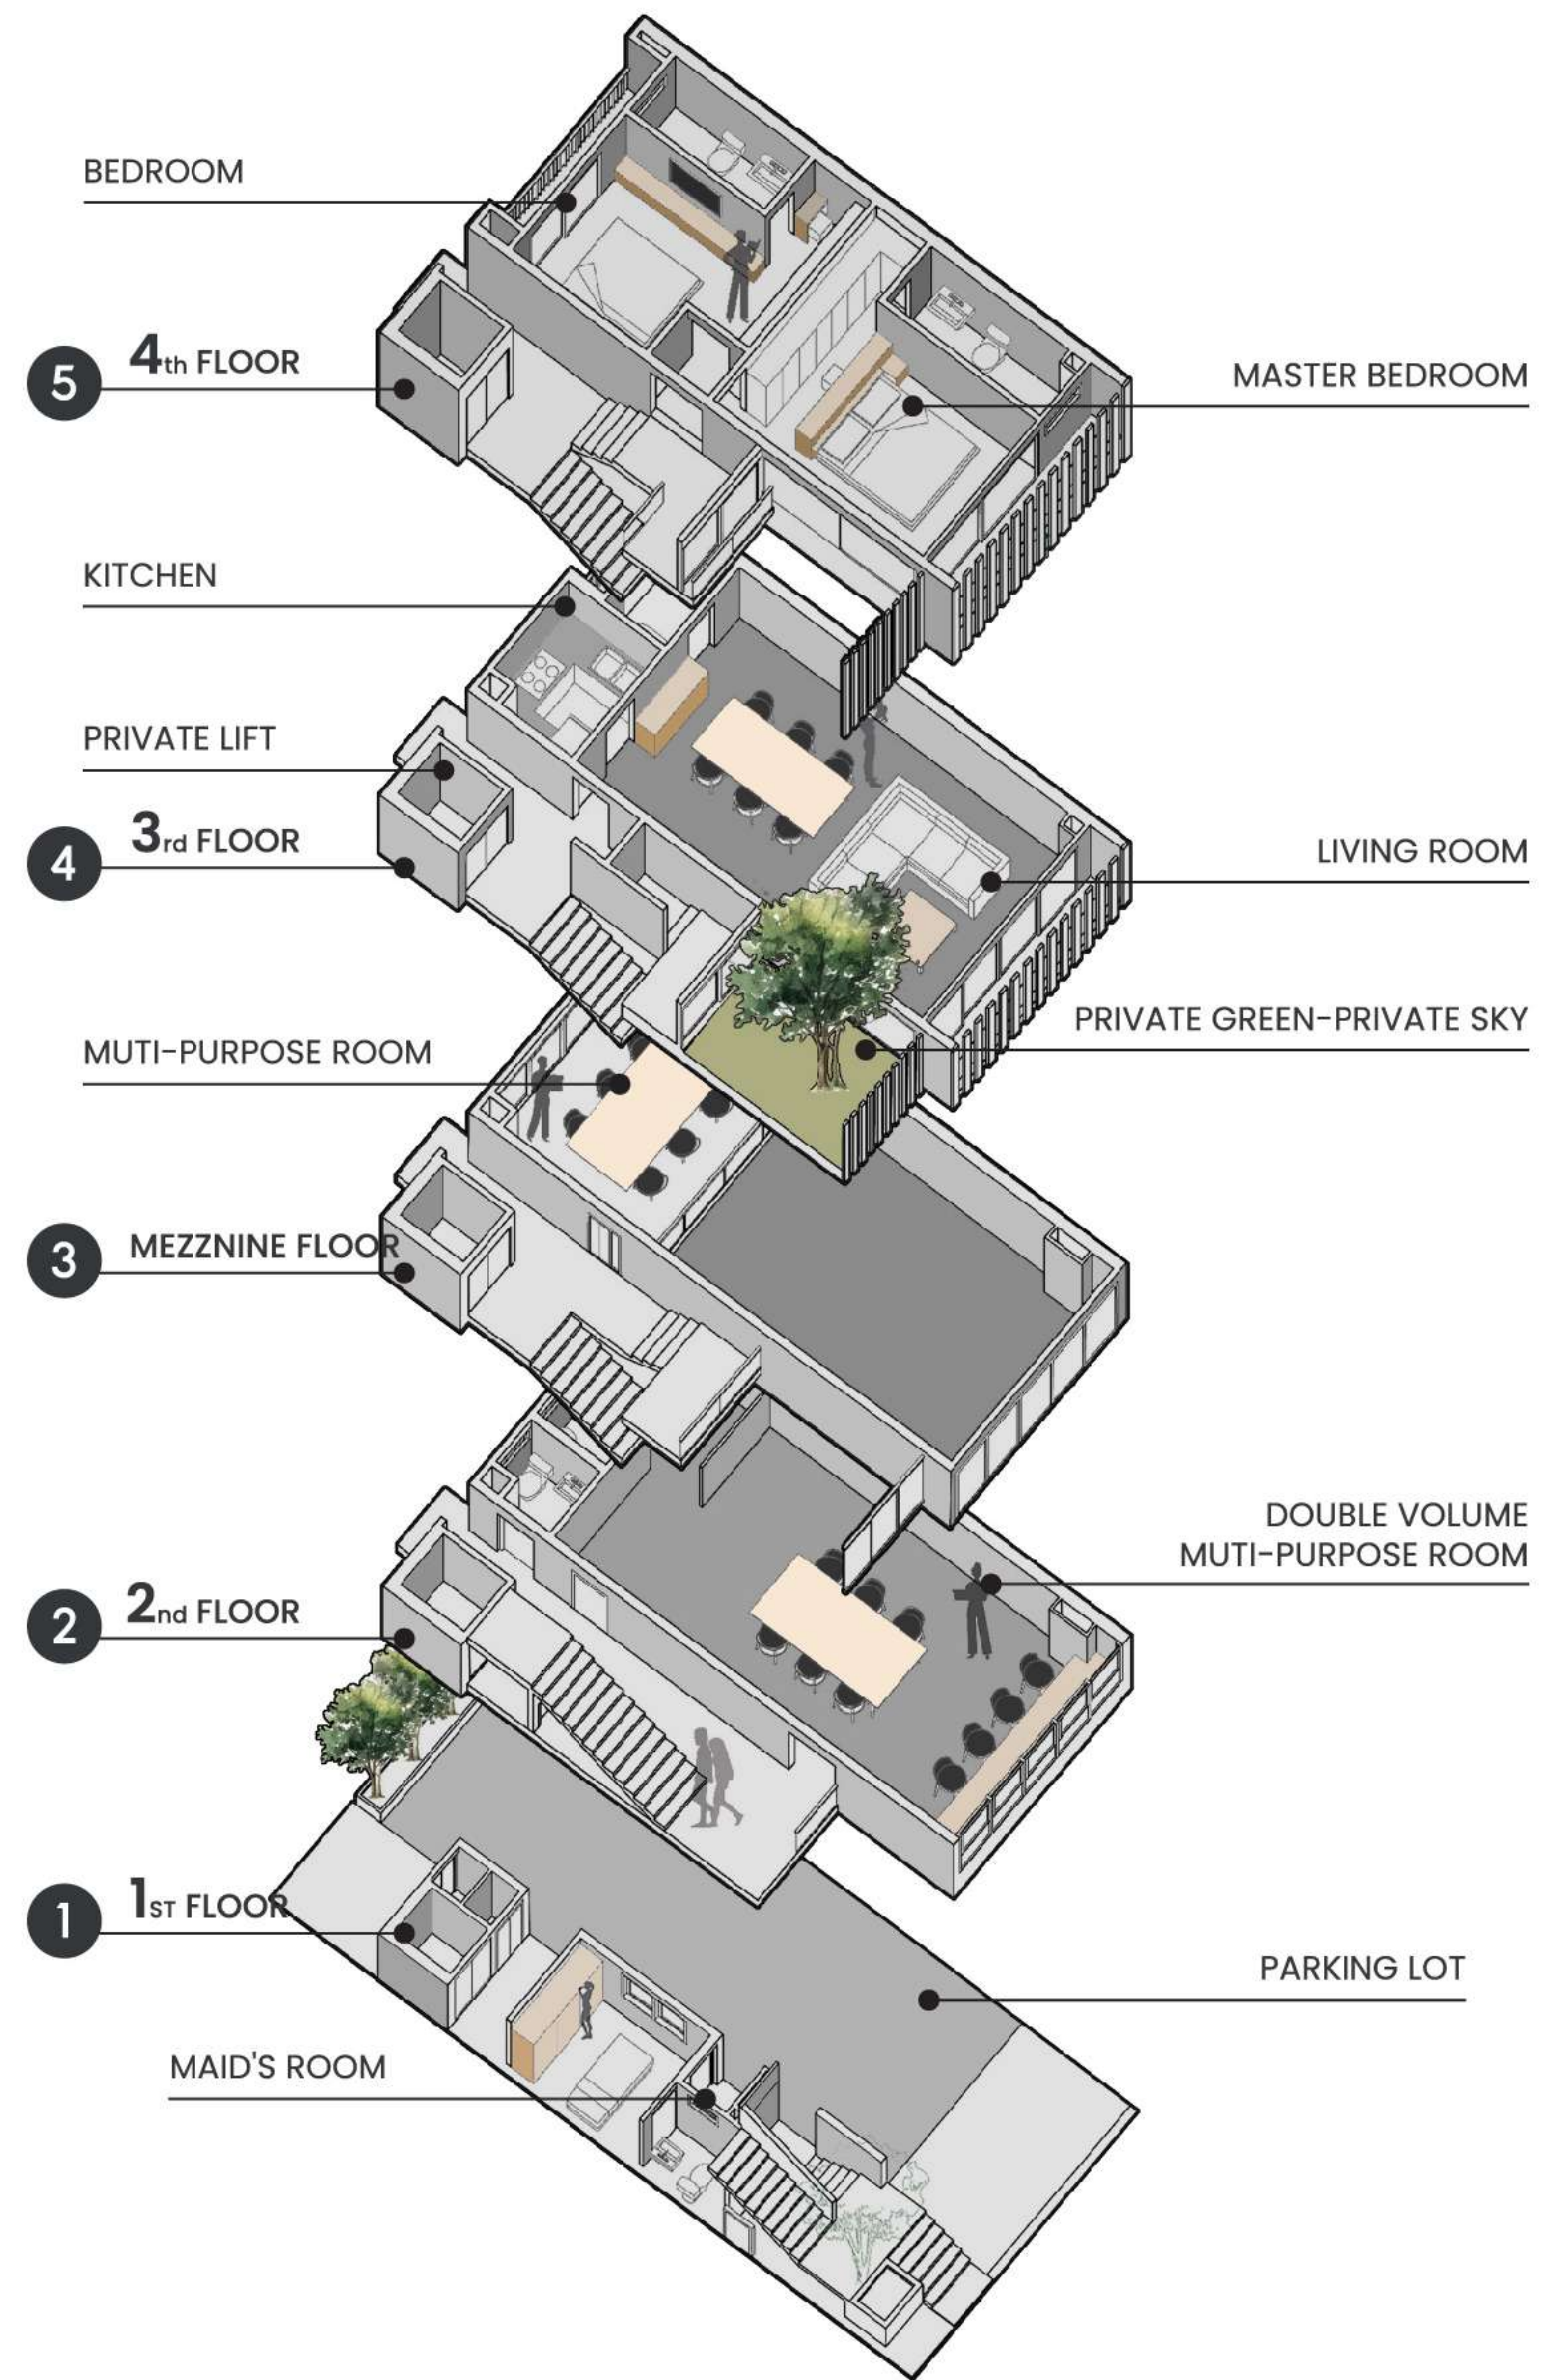 BEDROOM
5 4th FLOOR
MASTER BEDROOM
KITCHEN
PRIVATE LIFT
4 3rd FLOOR
LIVING ROOM
PRIVATE GREEN-PRIVATE SKY
MUTI-PURPOSE ROOM
3 MEZZNINE FLOOR
DOUBLE VOLUME
MUTI-PURPOSE ROOM
2 2nd FLOOR
1 1ST FLOOR
PARKING LOT
MAID'S ROOM